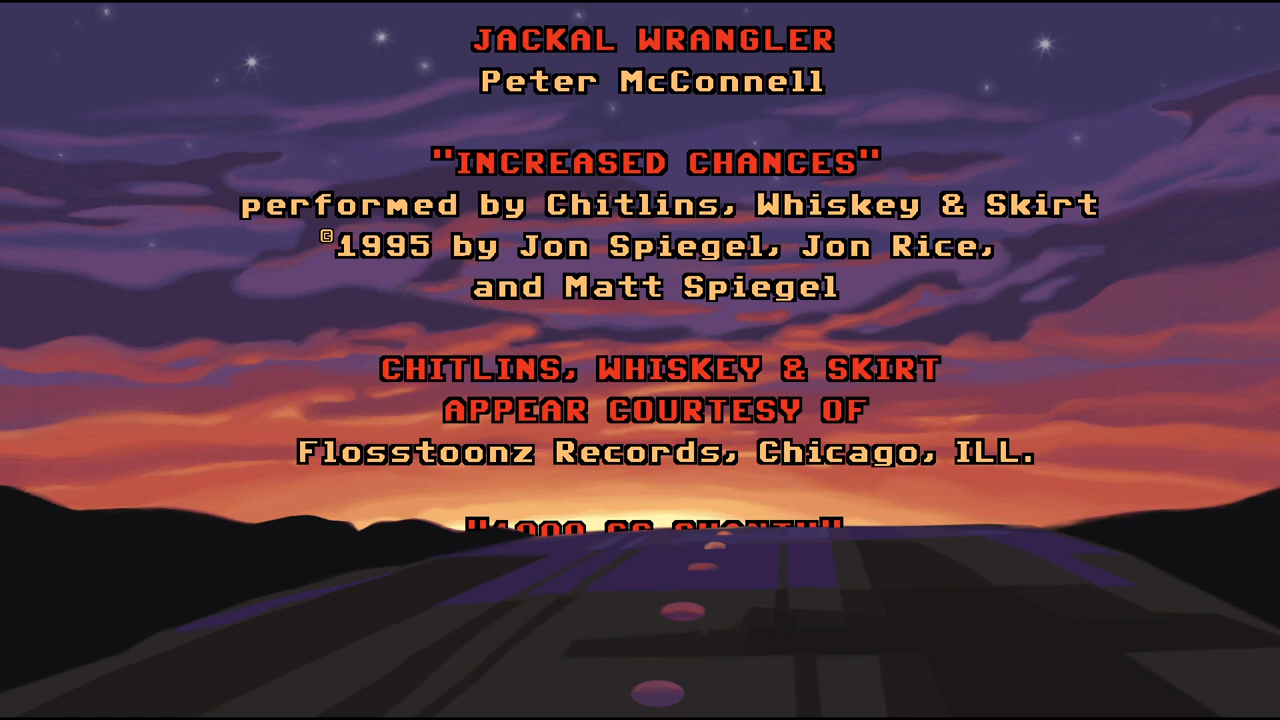 JACKAL WRANGLER
Peter McConnell
"INCREASED CHANCES"
performed by Chitlins, Whiskey & Skirt
©1995 by Jon Spiegel, Jon Rice,
and Matt Spiegel
CHITLINS, WHISKEY & SKIRT
APPEAR COURTESY OF
Flosstoonz Records, Chicago, ILL.